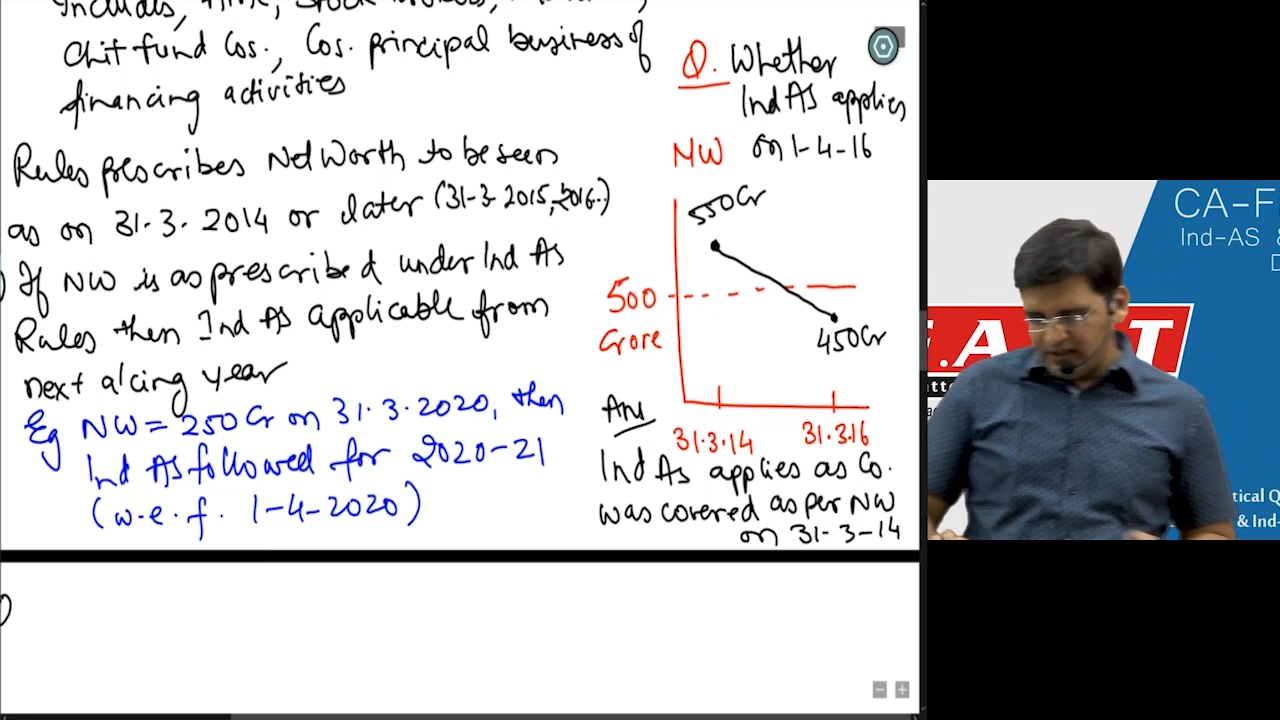 Chit fund Cos., Cos. principal business of
financing activities
Rules prescribes Net Worth to be seen
as on 31.3.2014 or later (31-3 2015, 2016..)
If NW is as prescribed under Ind AS
Rules then Ind AS applicable from
next a/cing year
Eg NW = 250 Cr on 31.3.2020, then
Ind AS followed for 2020-21
(w.e.f. 1-4-2020)
Q. Whether
Ind AS applies
on 1-4-16
NW
550Cr
500
Crore
450Cr
31.3.14 31.3.16
Ans
Ind AS applies as Co.
was covered as per NW
on 31-3-14
CA-F
Ind-AS &
D
.A T
tical Q
& Ind-